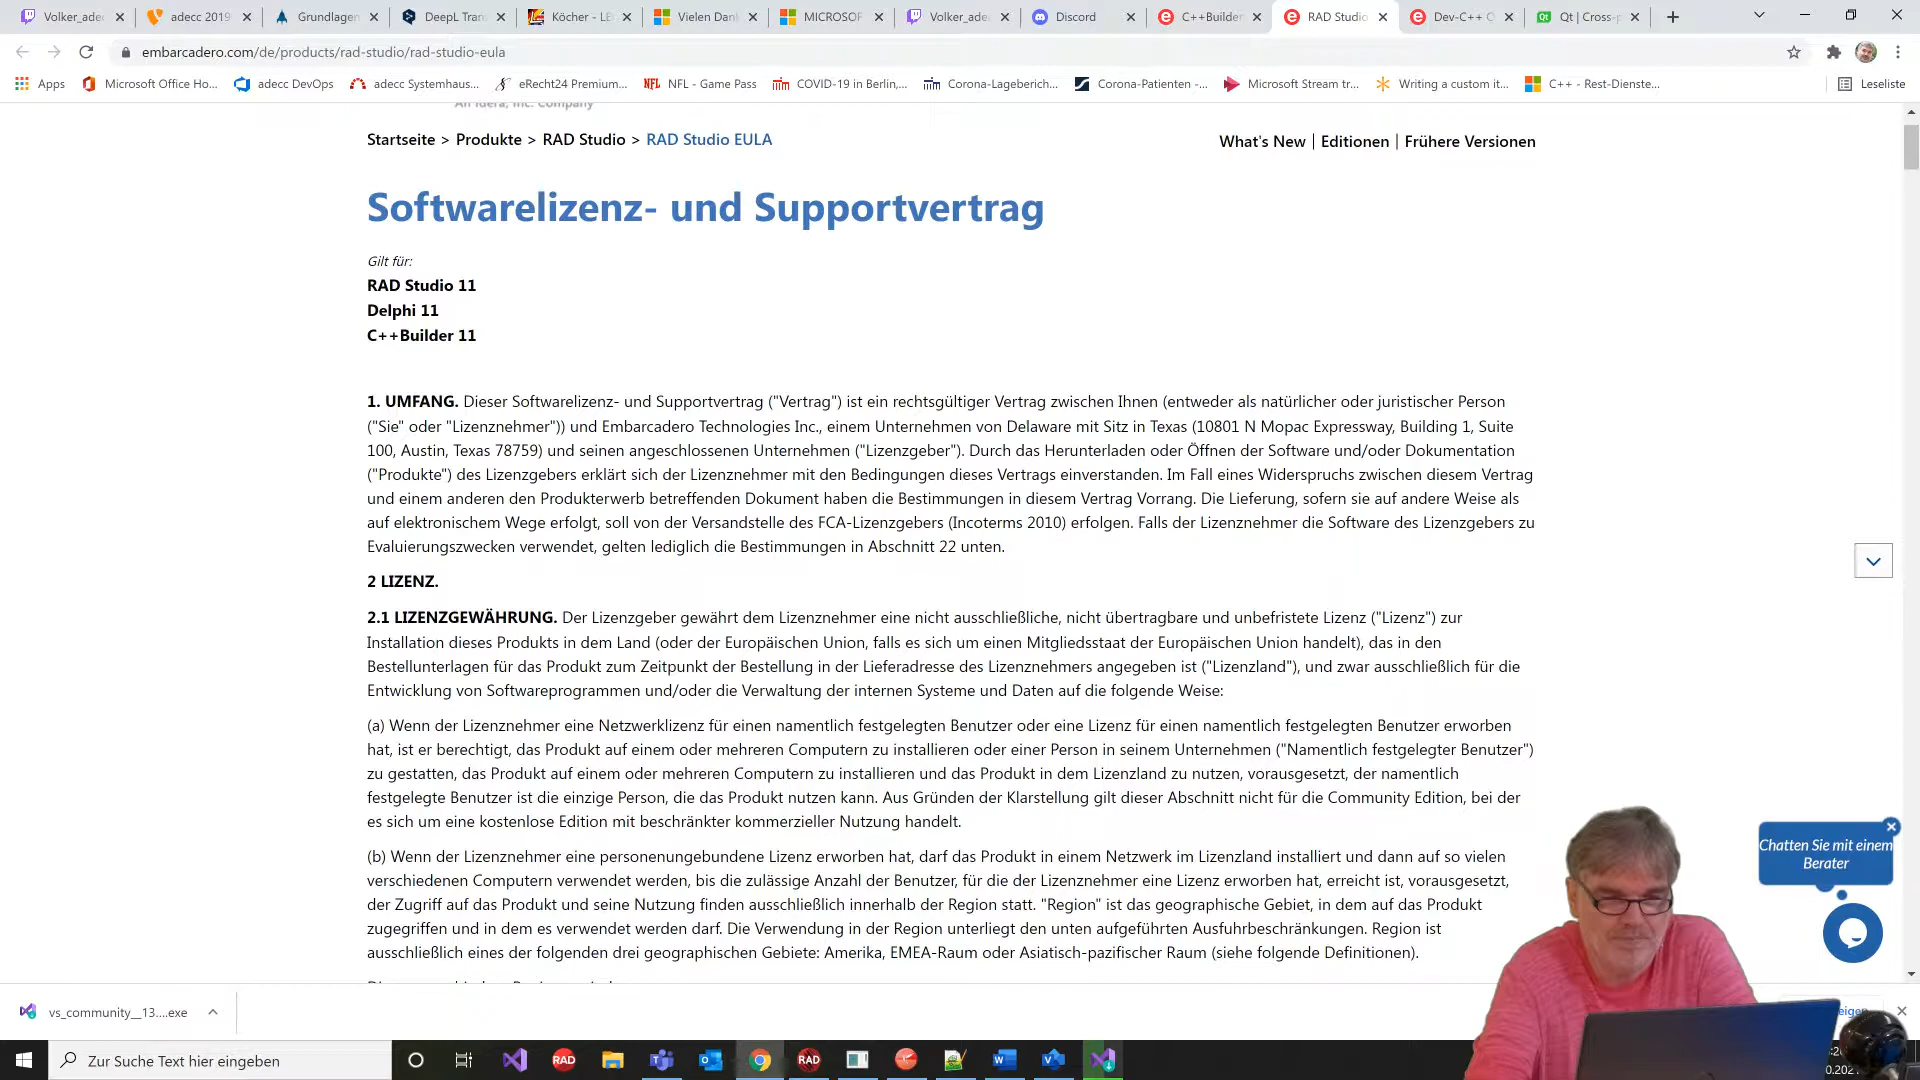 Volker_ade
adecc 2019
Grundlagen
DeepL Tran
Köcher - LE
Vielen Dan
MICROSOF
Volker_ade
Discord
C++Builder
RAD Studio
Dev-C++ O
Qt | Cross-p
embarcadero.com/de/products/rad-studio/rad-studio-eula
Apps
Microsoft Office Ho...
adecc DevOps
adecc Systemhaus...
eRecht24 Premium...
NFL - Game Pass
COVID-19 in Berlin,...
Corona-Lageberich...
Corona-Patienten -...
Microsoft Stream tr...
Writing a custom it...
C++ - Rest-Dienste...
Leseliste
An Idera, Inc. Company
Startseite > Produkte > RAD Studio > RAD Studio EULA
What's New | Editionen | Frühere Versionen
Softwarelizenz- und Supportvertrag
Gilt für:
RAD Studio 11
Delphi 11
C++Builder 11
1. UMFANG. Dieser Softwarelizenz- und Supportvertrag ("Vertrag") ist ein rechtsgültiger Vertrag zwischen Ihnen (entweder als natürlicher oder juristischer Person
("Sie" oder "Lizenznehmer")) und Embarcadero Technologies Inc., einem Unternehmen von Delaware mit Sitz in Texas (10801 N Mopac Expressway, Building 1, Suite
100, Austin, Texas 78759) und seinen angeschlossenen Unternehmen ("Lizenzgeber"). Durch das Herunterladen oder Öffnen der Software und/oder Dokumentation
("Produkte") des Lizenzgebers erklärt sich der Lizenznehmer mit den Bedingungen dieses Vertrags einverstanden. Im Fall eines Widerspruchs zwischen diesem Vertrag
und einem anderen den Produkterwerb betreffenden Dokument haben die Bestimmungen in diesem Vertrag Vorrang. Die Lieferung, sofern sie auf andere Weise als
auf elektronischem Wege erfolgt, soll von der Versandstelle des FCA-Lizenzgebers (Incoterms 2010) erfolgen. Falls der Lizenznehmer die Software des Lizenzgebers zu
Evaluierungszwecken verwendet, gelten lediglich die Bestimmungen in Abschnitt 22 unten.
2 LIZENZ.
2.1 LIZENZGEWÄHRUNG. Der Lizenzgeber gewährt dem Lizenznehmer eine nicht ausschließliche, nicht übertragbare und unbefristete Lizenz ("Lizenz") zur
Installation dieses Produkts in dem Land (oder der Europäischen Union, falls es sich um einen Mitgliedsstaat der Europäischen Union handelt), das in den
Bestellunterlagen für das Produkt zum Zeitpunkt der Bestellung in der Lieferadresse des Lizenznehmers angegeben ist ("Lizenzland"), und zwar ausschließlich für die
Entwicklung von Softwareprogrammen und/oder die Verwaltung der internen Systeme und Daten auf die folgende Weise:
(a) Wenn der Lizenznehmer eine Netzwerklizenz für einen namentlich festgelegten Benutzer oder eine Lizenz für einen namentlich festgelegten Benutzer erworben
hat, ist er berechtigt, das Produkt auf einem oder mehreren Computern zu installieren oder einer Person in seinem Unternehmen ("Namentlich festgelegter Benutzer")
zu gestatten, das Produkt auf einem oder mehreren Computern zu installieren und das Produkt in dem Lizenzland zu nutzen, vorausgesetzt, der namentlich
festgelegte Benutzer ist die einzige Person, die das Produkt nutzen kann. Aus Gründen der Klarstellung gilt dieser Abschnitt nicht für die Community Edition, bei der
es sich um eine kostenlose Edition mit beschränkter kommerzieller Nutzung handelt.
(b) Wenn der Lizenznehmer eine personenungebundene Lizenz erworben hat, darf das Produkt in einem Netzwerk im Lizenzland installiert und dann auf so vielen
verschiedenen Computern verwendet werden, bis die zulässige Anzahl der Benutzer, für die der Lizenznehmer eine Lizenz erworben hat, erreicht ist, vorausgesetzt,
der Zugriff auf das Produkt und seine Nutzung finden ausschließlich innerhalb der Region statt. "Region" ist das geographische Gebiet, in dem auf das Produkt
zugegriffen und in dem es verwendet werden darf. Die Verwendung in der Region unterliegt den unten aufgeführten Ausfuhrbeschränkungen. Region ist
ausschließlich eines der folgenden drei geographischen Gebiete: Amerika, EMEA-Raum oder Asiatisch-pazifischer Raum (siehe folgende Definitionen).
Chatten Sie mit einem
Berater
vs_community__13....exe
Zur Suche Text hier eingeben